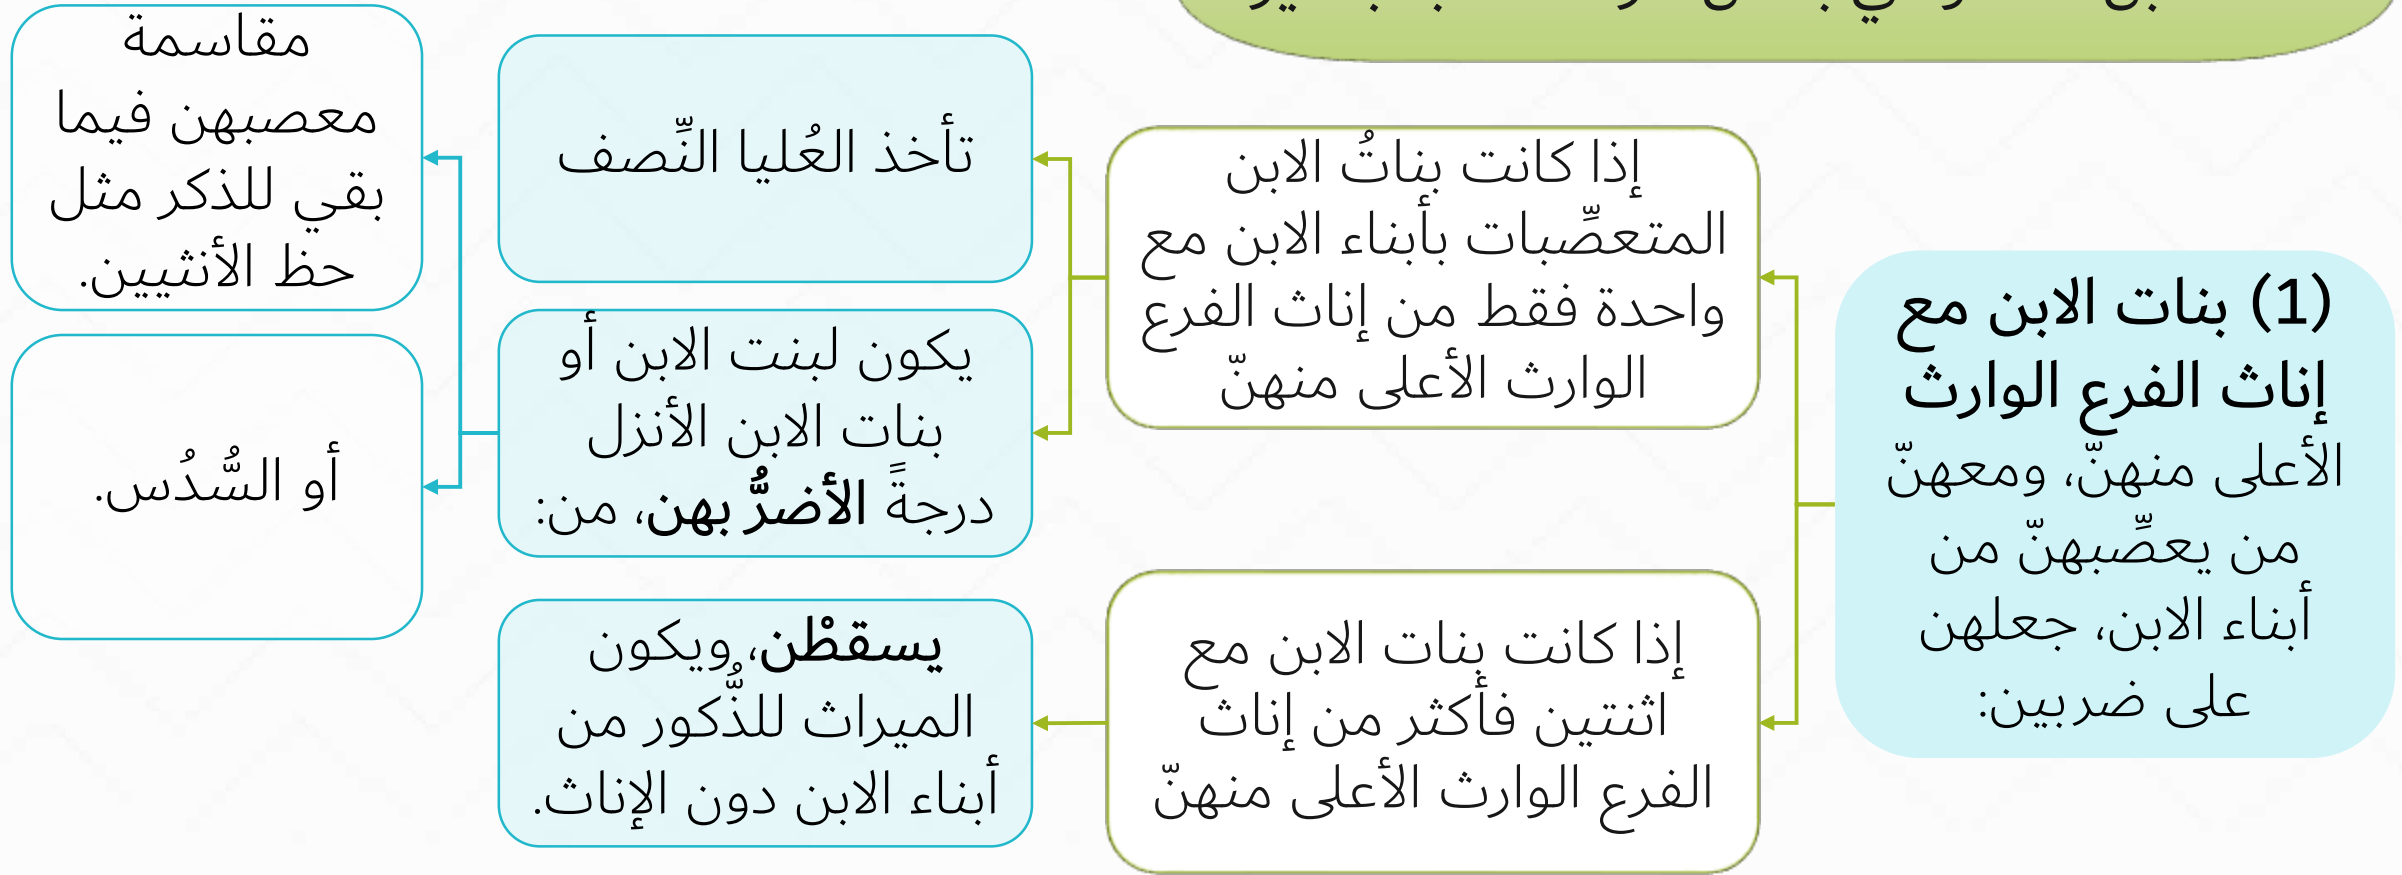 (1) بنات الابن مع
إناث الفرع الوارث
الأعلى منهنّ، ومعهنّ
من يعصِّبهنّ من
أبناء الابن، جعلهن
على ضربين:
إذا كانت بناتُ الابن
المتعصِّبات بأبناء الابن مع
واحدة فقط من إناث الفرع
الوارث الأعلى منهنّ
تأخذ العُليا النِّصف
يكون لبنت الابن أو
بنات الابن الأنزل
درجةً الأضرُّ بهن، من:
مقاسمة
معصبهن فيما
بقي للذكر مثل
حظ الأنثيين.
أو السُّدُس.
إذا كانت بنات الابن مع
اثنتين فأكثر من إناث
الفرع الوارث الأعلى منهنّ
يسقطْن، ويكون
الميراث للذُّكور من
أبناء الابن دون الإناث.